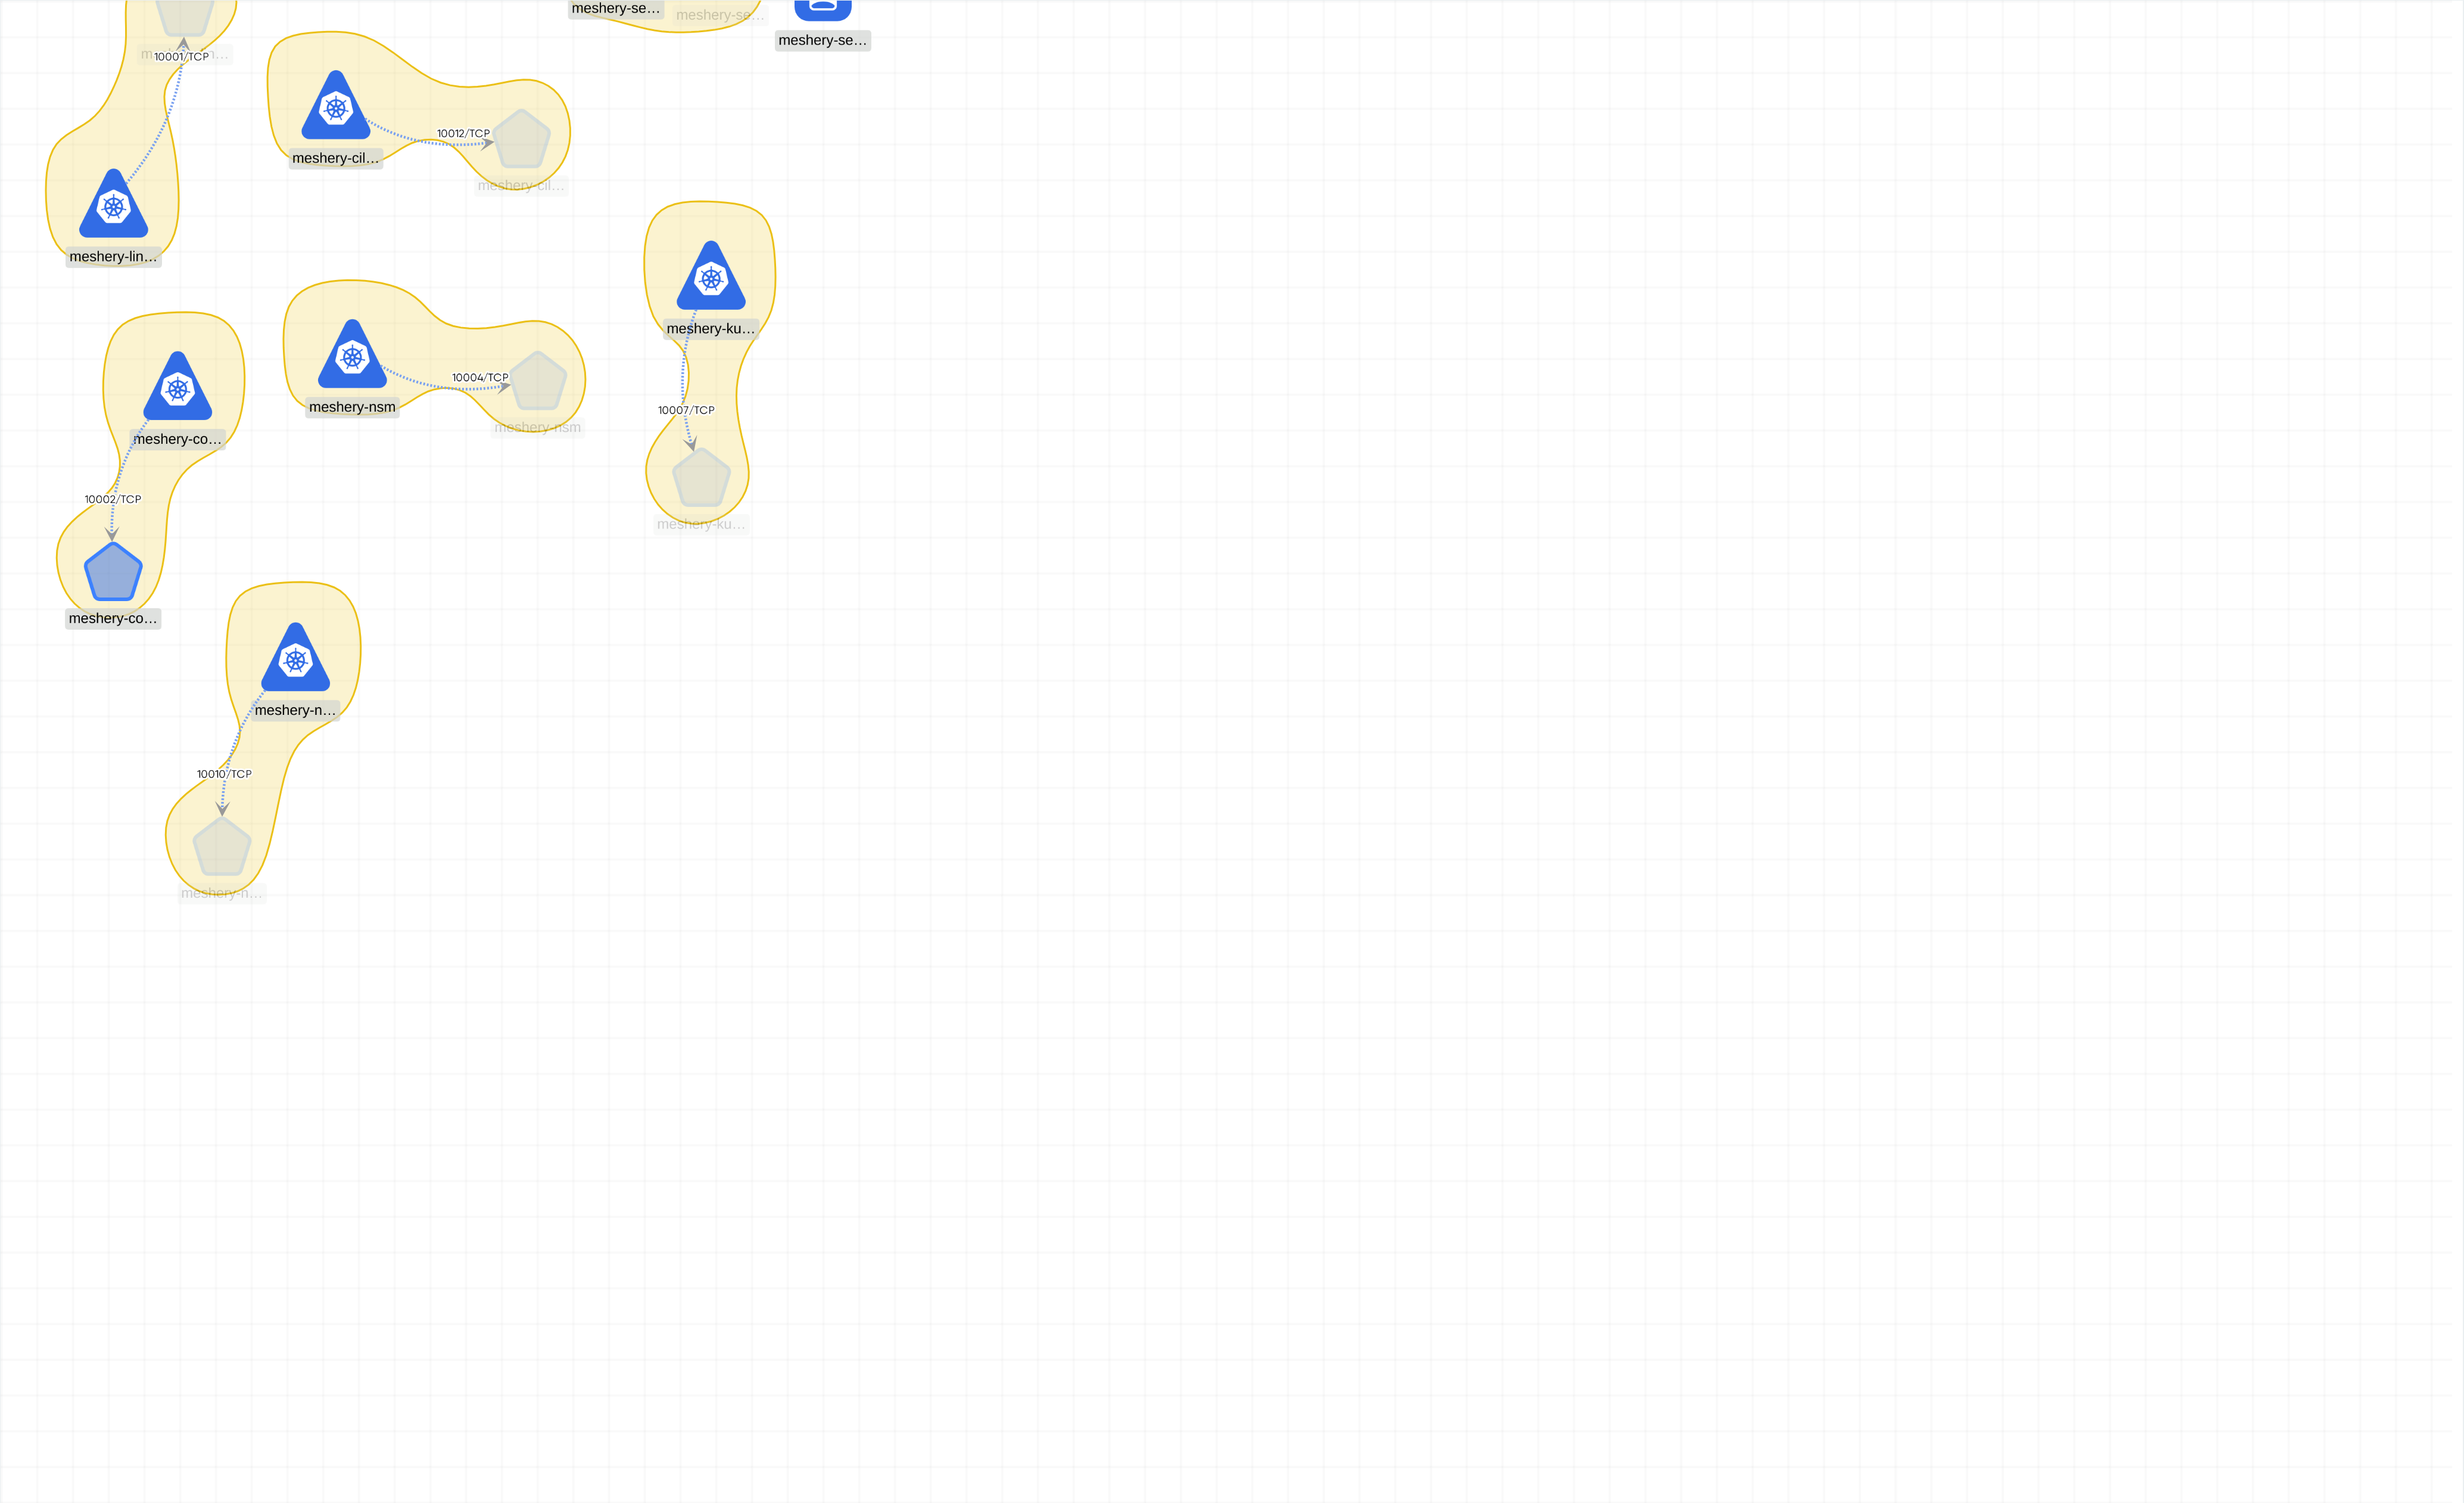 meshery-se…
meshery-se…
meshery-se…
10001/TCP
10012/TCP
meshery-cil…
meshery-cil…
meshery-lin…
meshery-ku…
10004/TCP
meshery-nsm
meshery-nsm
10007/TCP
meshery-co…
10002/TCP
meshery-ku…
meshery-co…
meshery-n…
10010/TCP
meshery-n…